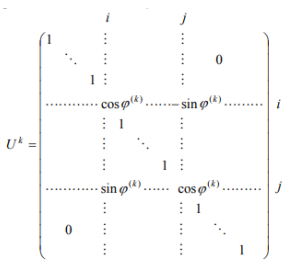 i j
1 ⋮ ⋮
⋱ ⋮ ⋮ 0
1 ⋮ ⋮
⋯⋯⋯⋯ cos φ^(k) ⋯⋯ − sin φ^(k) ⋯⋯⋯ i
⋮ 1 ⋮
U^k = ⋮ ⋱ ⋮
⋮ 1 ⋮
⋯⋯⋯⋯ sin φ^(k) ⋯⋯ cos φ^(k) ⋯⋯⋯ j
⋮ ⋮ 1
0 ⋮ ⋮ ⋱
⋮ ⋮ 1